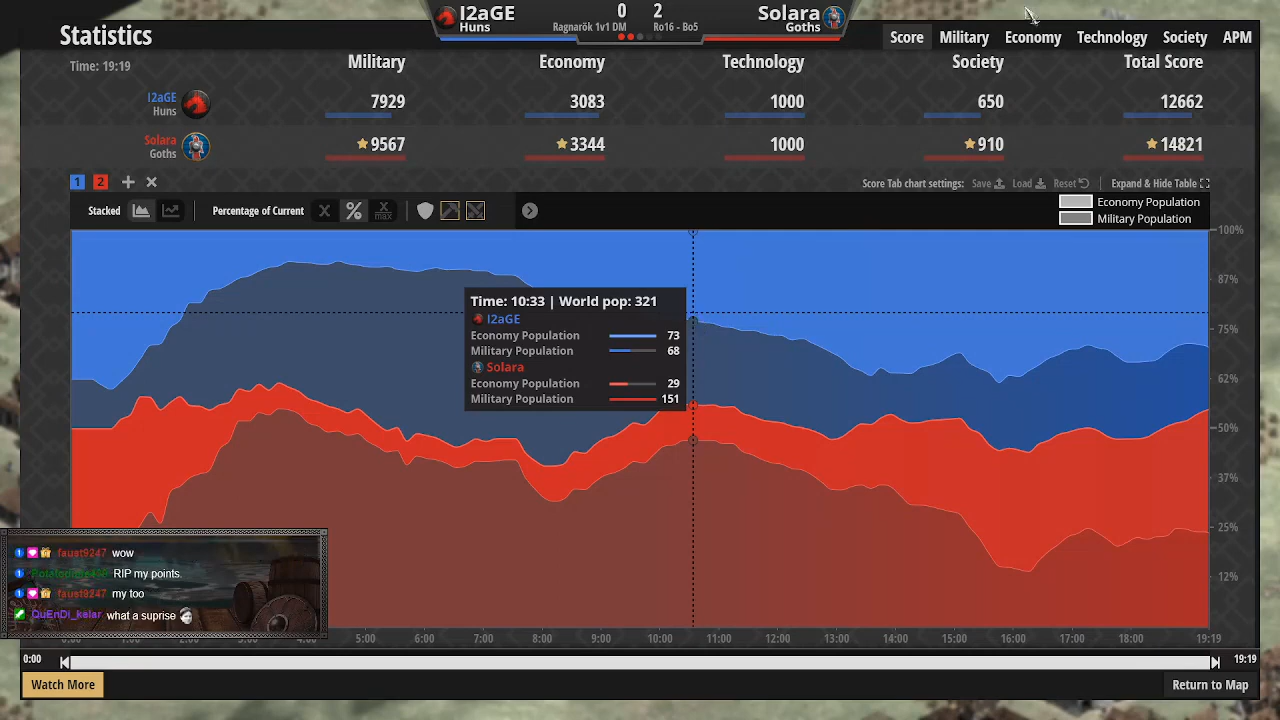 I2aGE 0 2 Solara
Huns Ragnarök 1v1 DM Ro16 - Bo5 Goths
Statistics
Score Military Economy Technology Society APM
Time: 19:19 Military Economy Technology Society Total Score
I2aGE 7929 3083 1000 650 12662
Huns
Solara 9567 3344 1000 910 14821
Goths
1 2
Score Tab chart settings: Save Load Reset Expand & Hide Table
Stacked Percentage of Current X % X max
Economy Population
Military Population
100%
87%
75%
62%
50%
37%
25%
12%
Time: 10:33 | World pop: 321
I2aGE
Economy Population 73
Military Population 68
Solara
Economy Population 29
Military Population 151
faust9247 wow
RIP my points.
faust9247 my too
QuEnDi_kalar what a suprise
5:00 6:00 7:00 8:00 9:00 10:00 11:00 12:00 13:00 14:00 15:00 16:00 17:00 18:00 19:19
0:00 19:19
Watch More Return to Map